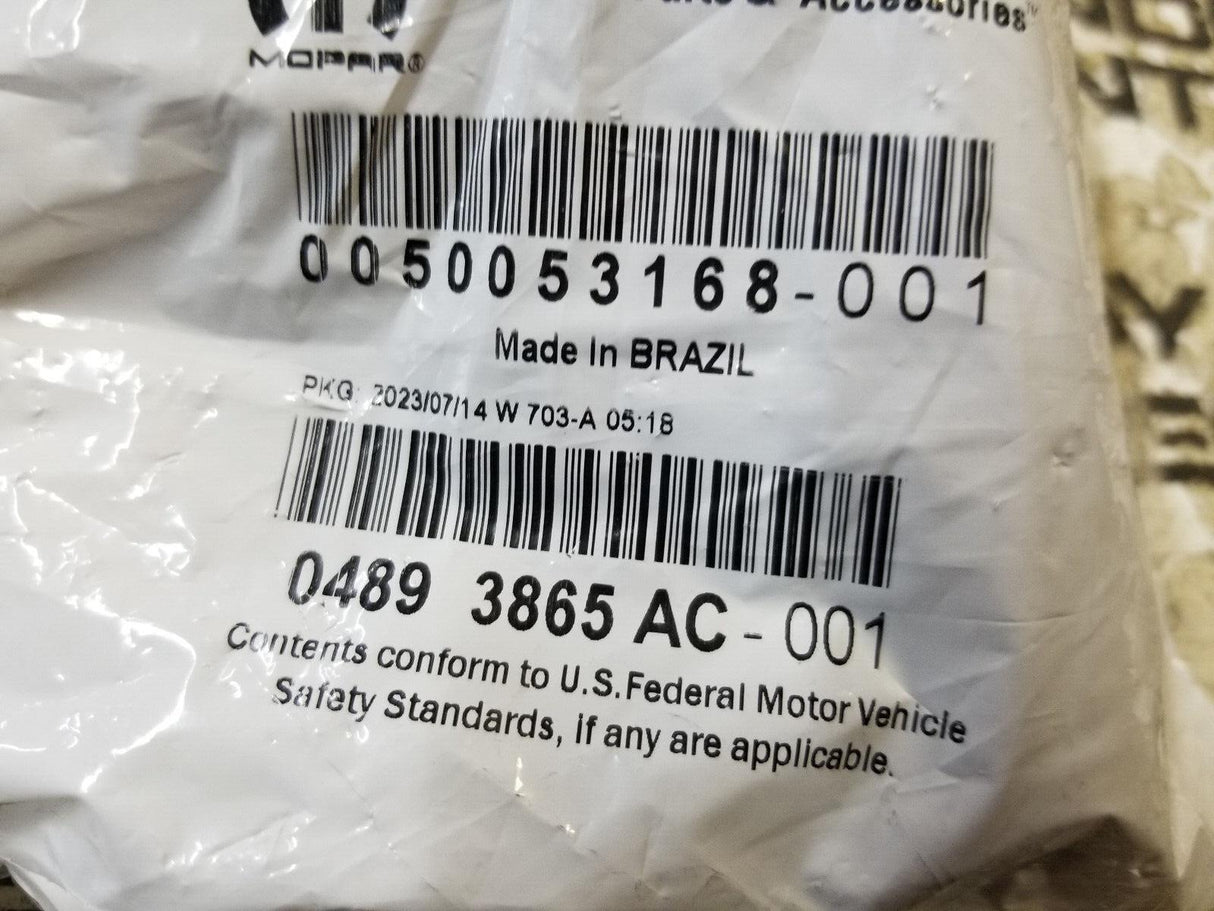 & Accessories™
MOPAR®
0050053168-001
Made In BRAZIL
PKG: 2023/07/14 W 703-A 05:18
0489 3865 AC - 001
Contents conform to U.S. Federal Motor Vehicle
Safety Standards, if any are applicable.